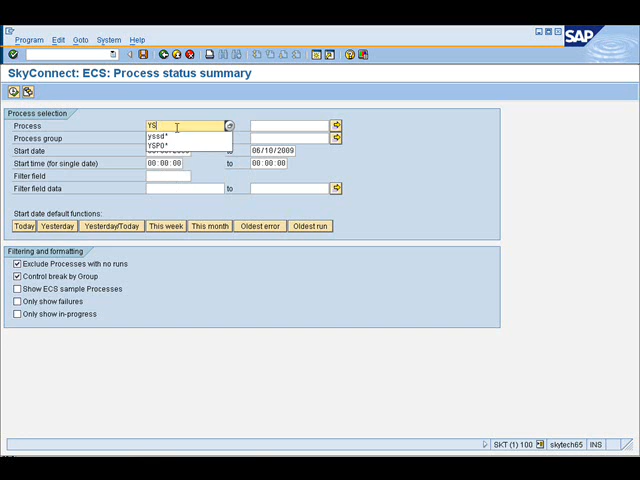 Program Edit Goto System Help
SAP
SkyConnect: ECS: Process status summary
Process selection
Process YS
yssd*
YSPO*
Process group
Start date to 06/10/2009
Start time (for single date) 00:00:00 to 00:00:00
Filter field
Filter field data to
Start date default functions:
Today Yesterday Yesterday/Today This week This month Oldest error Oldest run
Filtering and formatting
Exclude Processes with no runs
Control break by Group
Show ECS sample Processes
Only show failures
Only show in-progress
SKT (1) 100 skytech65 INS